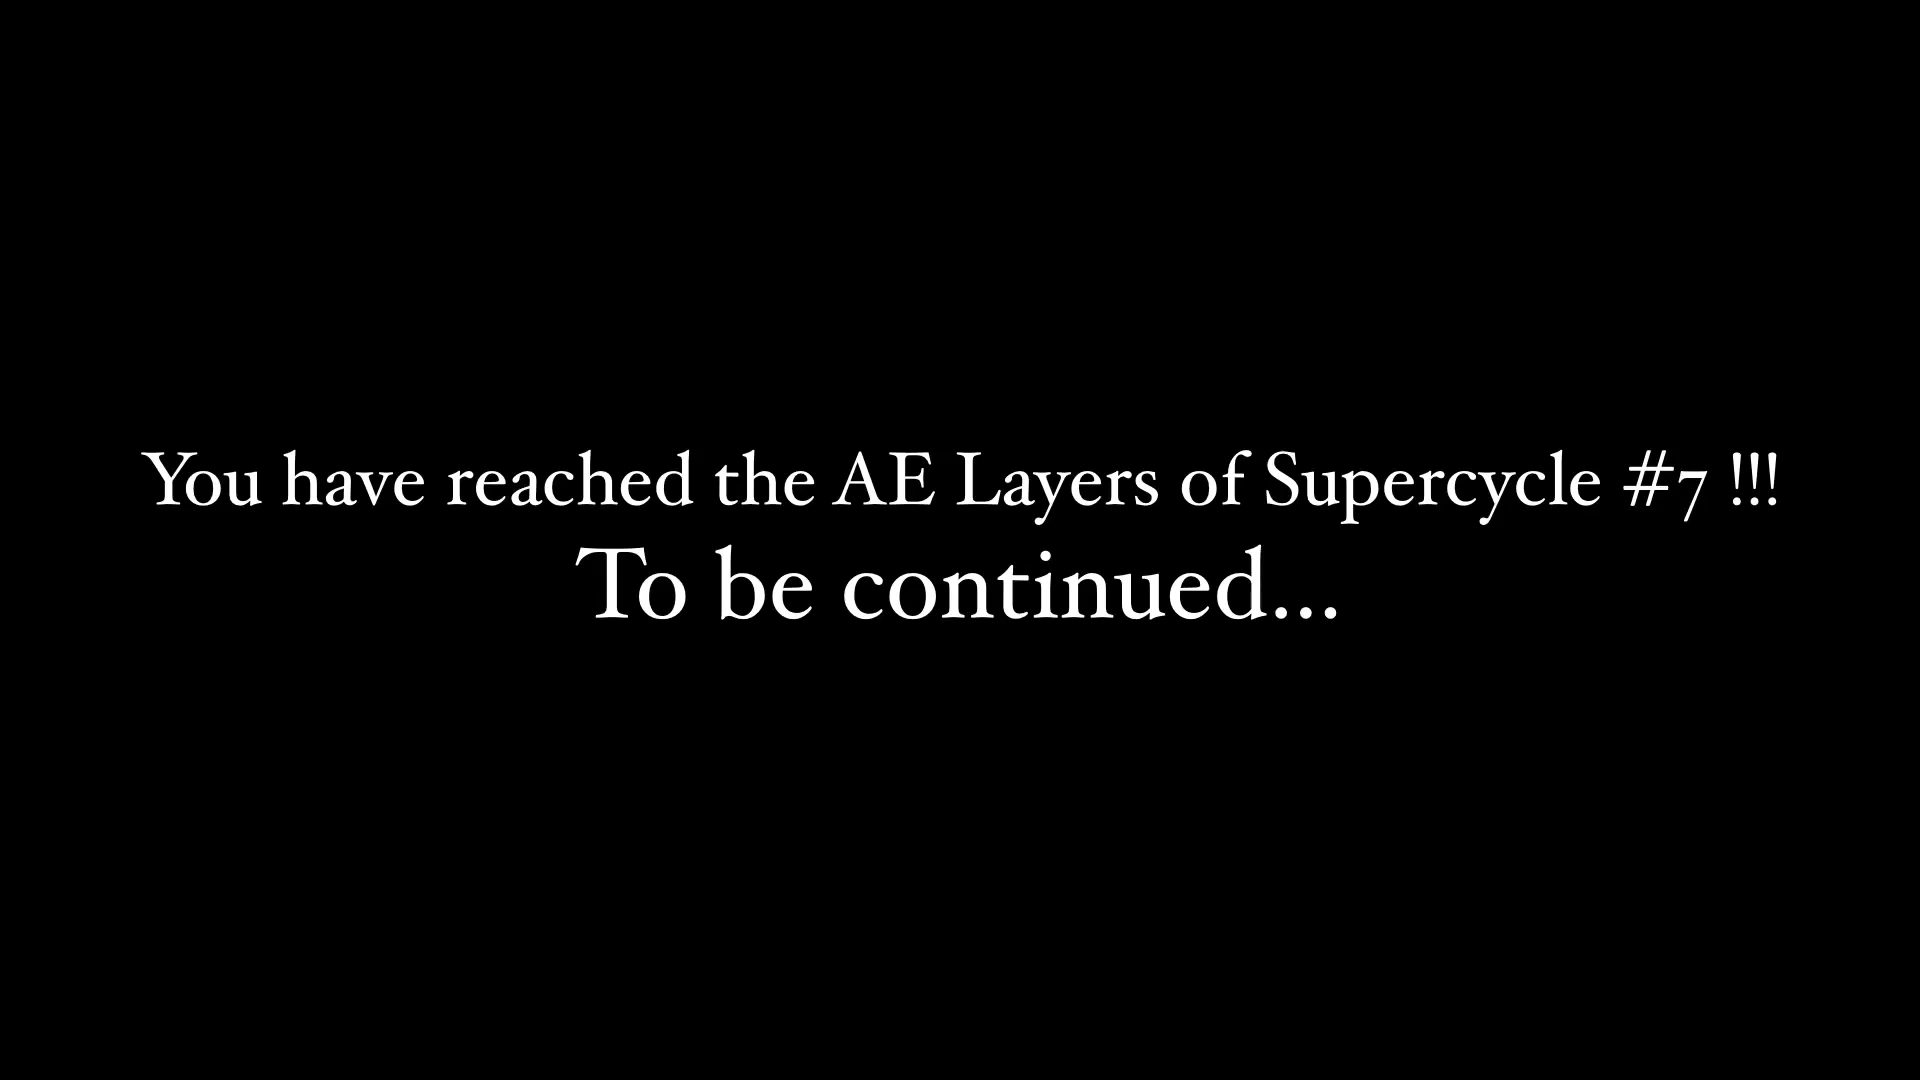 You have reached the AE Layers of Supercycle #7 !!!
To be continued...